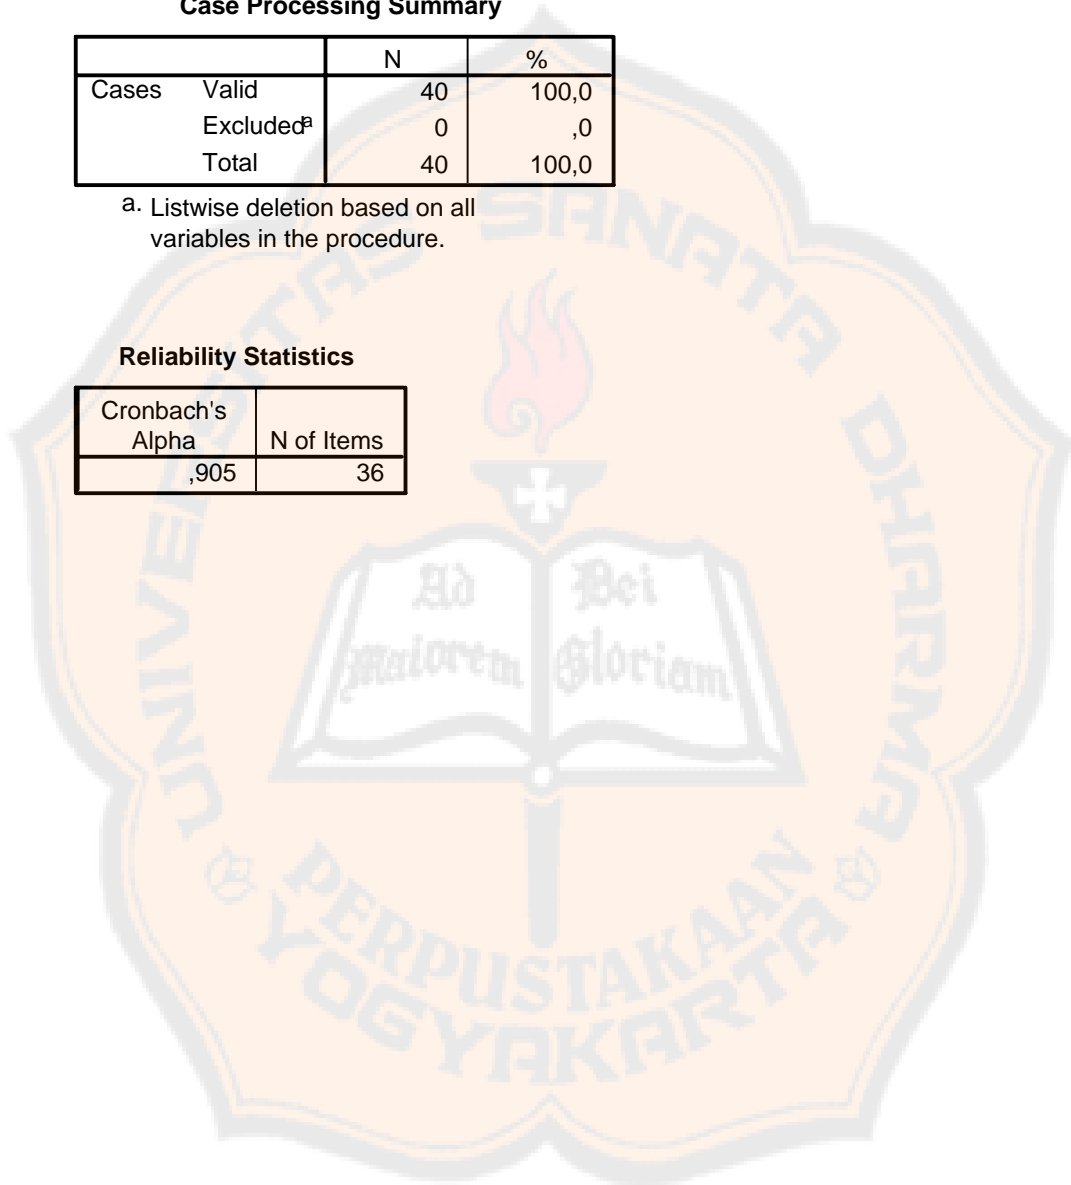 Case Processing Summary
N %
Cases Valid 40 100,0
Excludedª 0 ,0
Total 40 100,0
a. Listwise deletion based on all
variables in the procedure.
Reliability Statistics
Cronbach's
Alpha N of Items
,905 36
UNIVERSITAS SANATA DHARMA
Ad Dei
Maiorem Gloriam
PERPUSTAKAAN
YOGYAKARTA